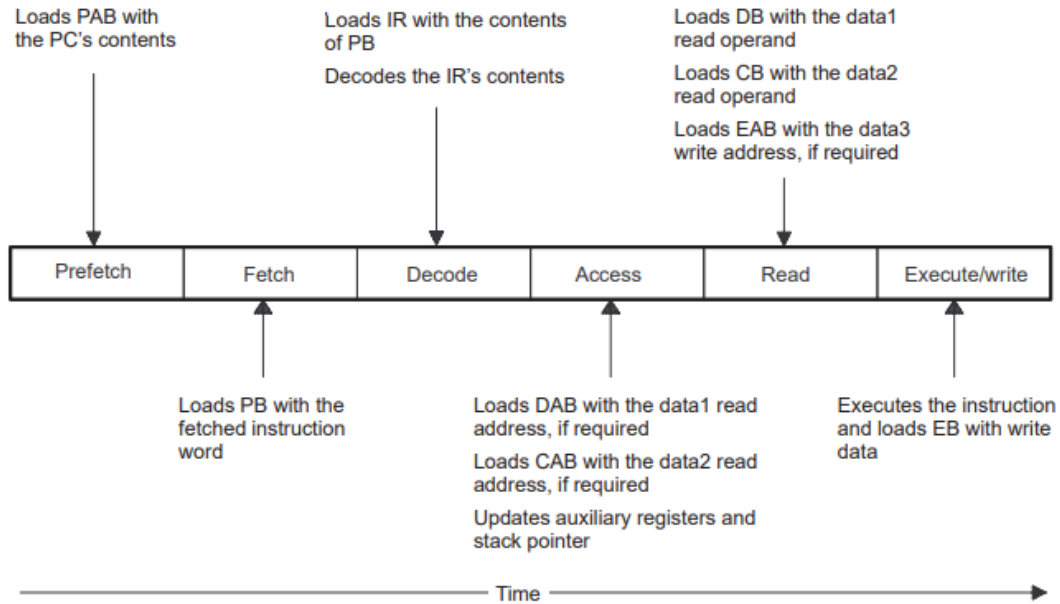 Loads PAB with
the PC's contents
Loads IR with the contents
of PB
Decodes the IR's contents
Loads DB with the data1
read operand
Loads CB with the data2
read operand
Loads EAB with the data3
write address, if required
Prefetch
Fetch
Decode
Access
Read
Execute/write
Loads PB with the
fetched instruction
word
Loads DAB with the data1 read
address, if required
Loads CAB with the data2 read
address, if required
Updates auxiliary registers and
stack pointer
Executes the instruction
and loads EB with write
data
Time